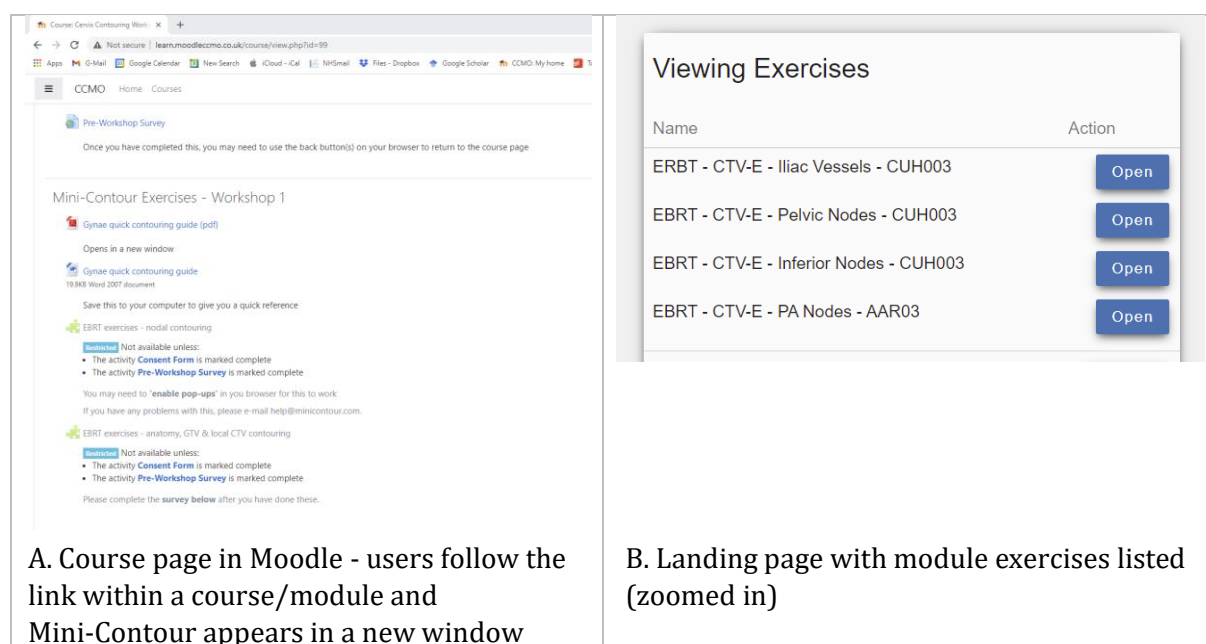 Course: Cervix Contouring Work
Not secure | learn.moodleccmo.co.uk/course/view.php?id=99
Apps G-Mail Google Calendar New Search iCloud - iCal NHSmail Files - Dropbox Google Scholar CCMO: My home
CCMO Home Courses
Pre-Workshop Survey
Once you have completed this, you may need to use the back button(s) on your browser to return to the course page
Mini-Contour Exercises - Workshop 1
Gynae quick contouring guide (pdf)
Opens in a new window
Gynae quick contouring guide
19.9KB Word 2007 document
Save this to your computer to give you a quick reference
EBRT exercises - nodal contouring
Restricted Not available unless:
• The activity Consent Form is marked complete
• The activity Pre-Workshop Survey is marked complete
You may need to 'enable pop-ups' in you browser for this to work
If you have any problems with this, please e-mail help@minicontour.com.
EBRT exercises - anatomy, GTV & local CTV contouring
Restricted Not available unless:
• The activity Consent Form is marked complete
• The activity Pre-Workshop Survey is marked complete
Please complete the survey below after you have done these.
A. Course page in Moodle - users follow the
link within a course/module and
Mini-Contour appears in a new window
Viewing Exercises
Name Action
ERBT - CTV-E - Iliac Vessels - CUH003 Open
EBRT - CTV-E - Pelvic Nodes - CUH003 Open
EBRT - CTV-E - Inferior Nodes - CUH003 Open
EBRT - CTV-E - PA Nodes - AAR03 Open
B. Landing page with module exercises listed
(zoomed in)